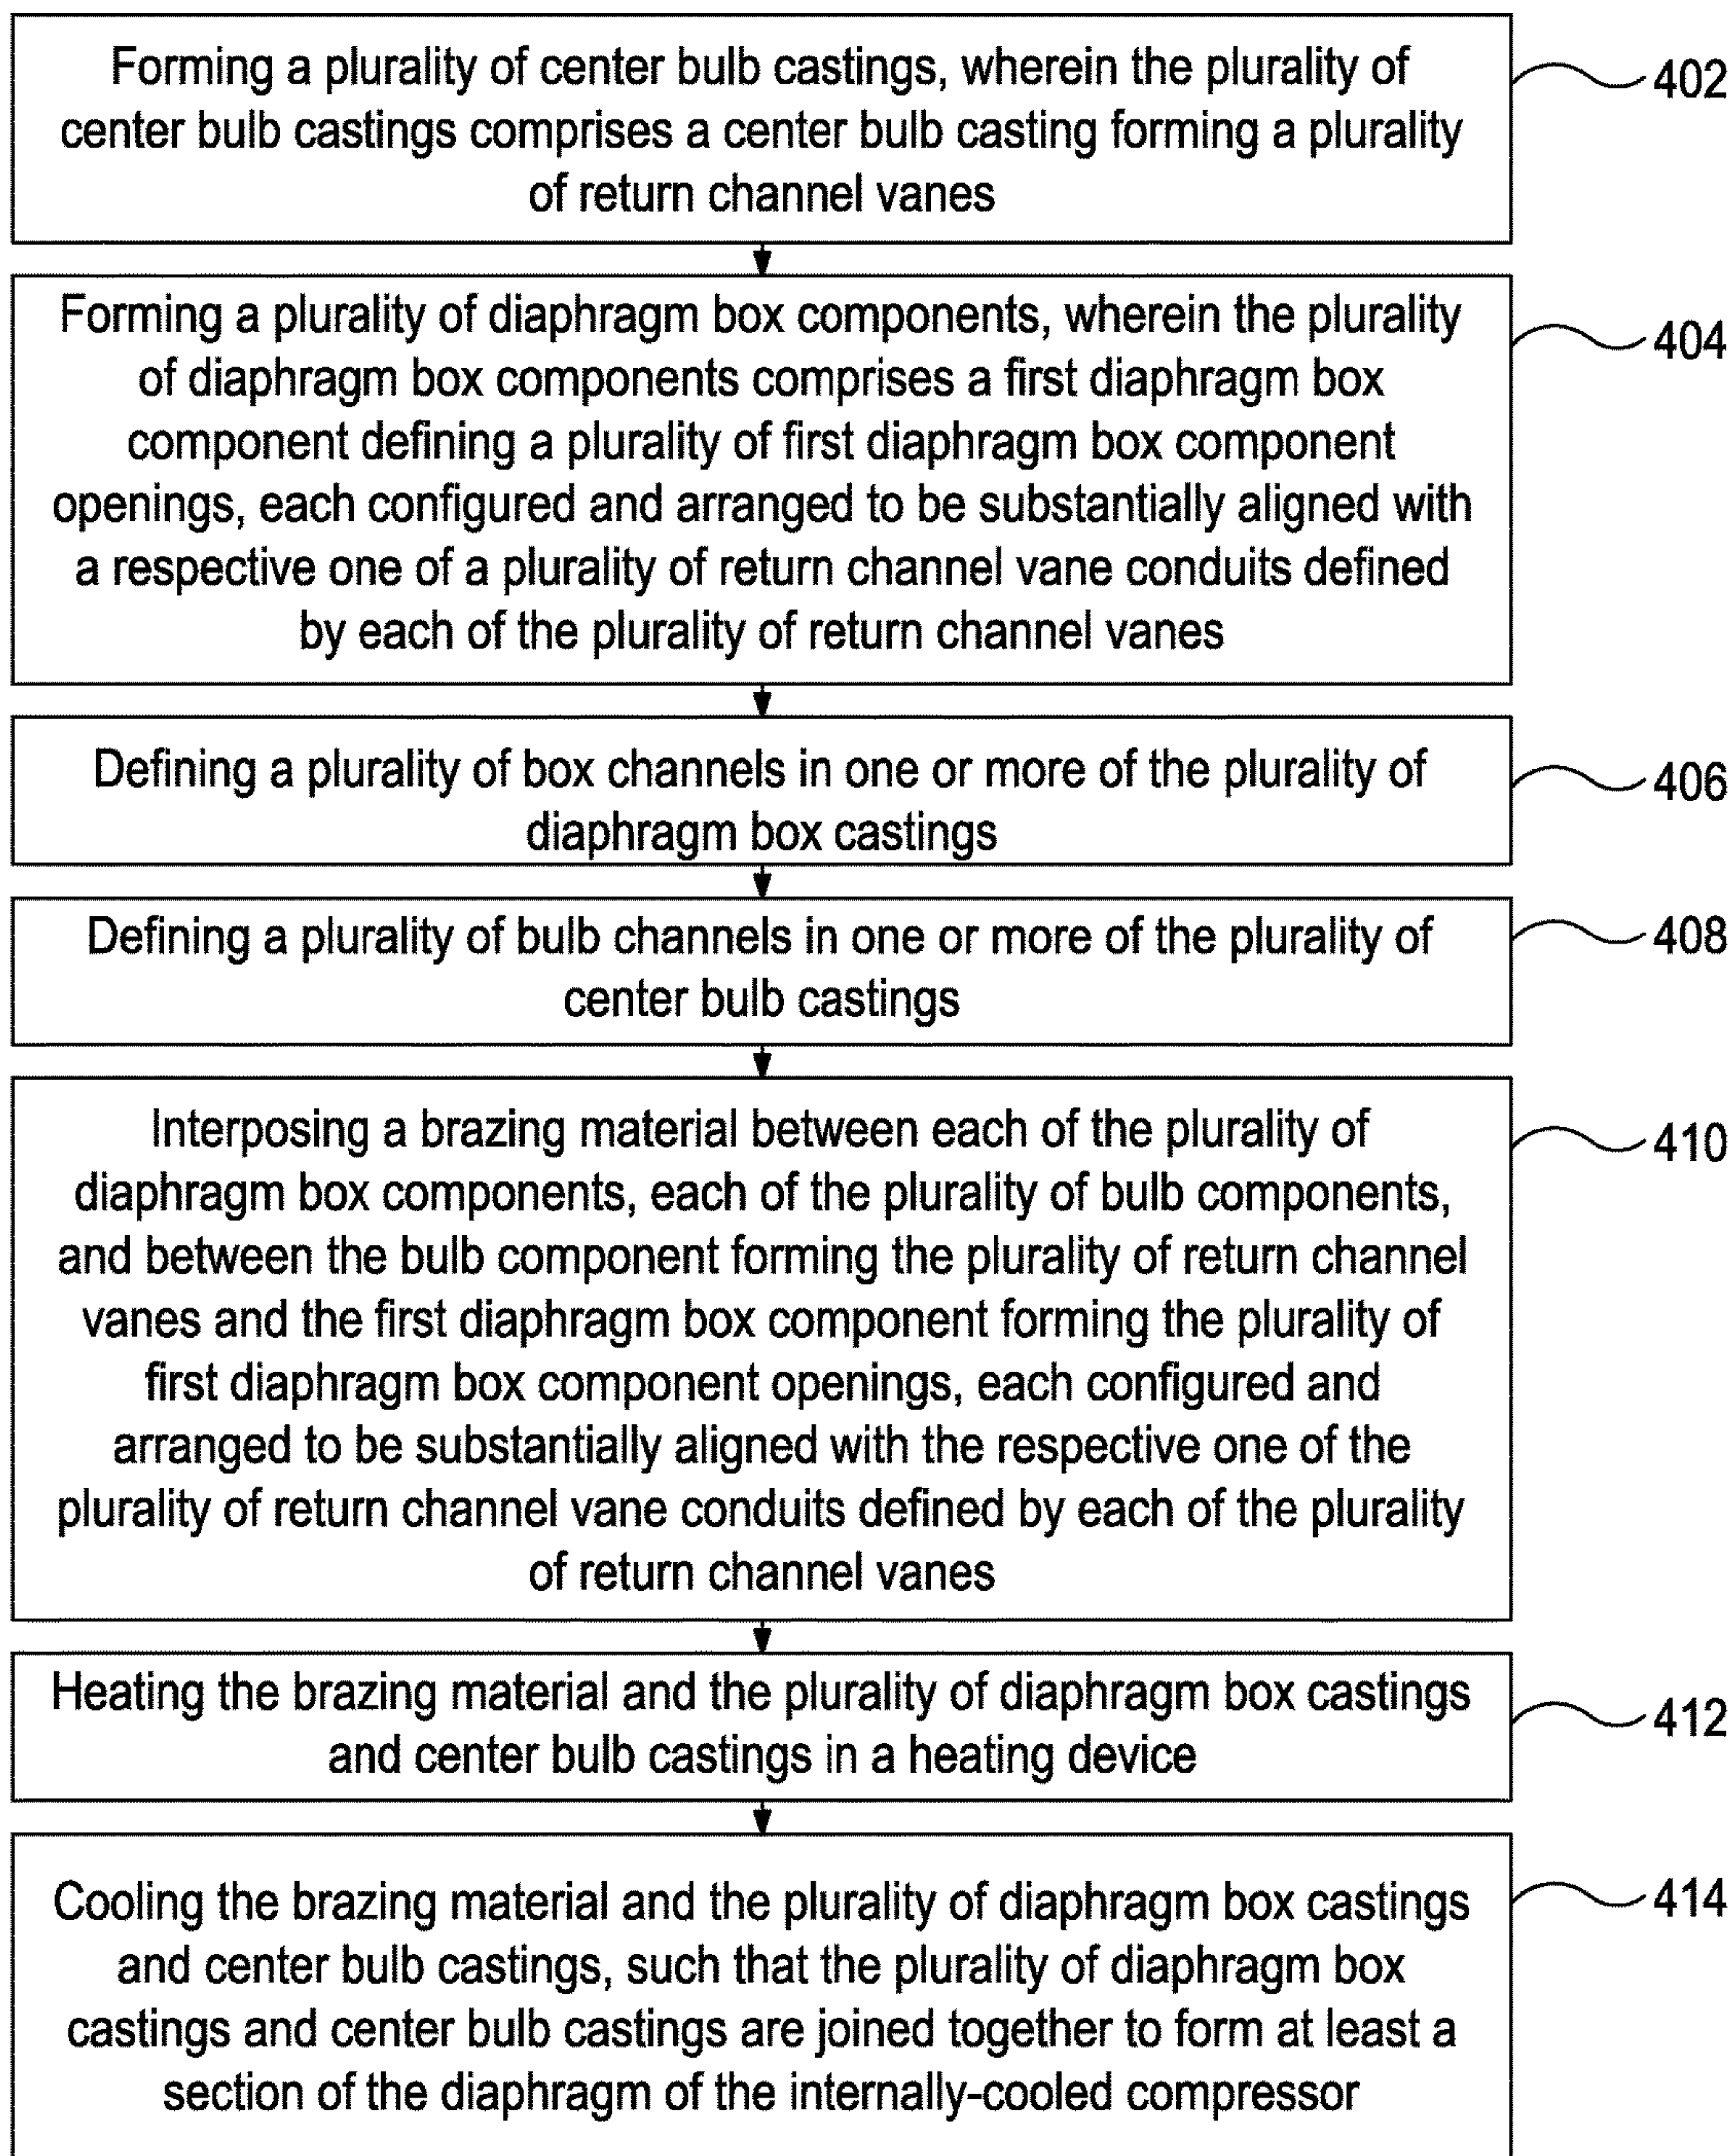 Forming a plurality of center bulb castings, wherein the plurality of
center bulb castings comprises a center bulb casting forming a plurality
of return channel vanes
402
Forming a plurality of diaphragm box components, wherein the plurality
of diaphragm box components comprises a first diaphragm box
component defining a plurality of first diaphragm box component
openings, each configured and arranged to be substantially aligned with
a respective one of a plurality of return channel vane conduits defined
by each of the plurality of return channel vanes
404
Defining a plurality of box channels in one or more of the plurality of
diaphragm box castings
406
Defining a plurality of bulb channels in one or more of the plurality of
center bulb castings
408
Interposing a brazing material between each of the plurality of
diaphragm box components, each of the plurality of bulb components,
and between the bulb component forming the plurality of return channel
vanes and the first diaphragm box component forming the plurality of
first diaphragm box component openings, each configured and
arranged to be substantially aligned with the respective one of the
plurality of return channel vane conduits defined by each of the plurality
of return channel vanes
410
Heating the brazing material and the plurality of diaphragm box castings
and center bulb castings in a heating device
412
Cooling the brazing material and the plurality of diaphragm box castings
and center bulb castings, such that the plurality of diaphragm box
castings and center bulb castings are joined together to form at least a
section of the diaphragm of the internally-cooled compressor
414